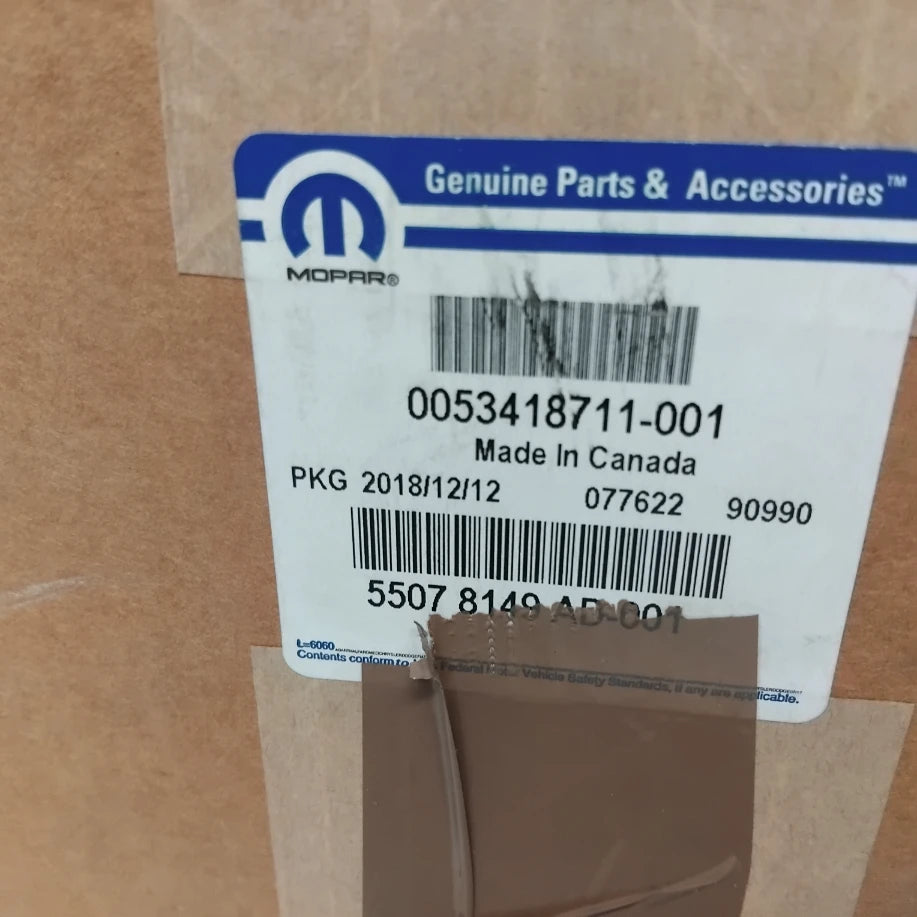 Genuine Parts & Accessories™
MOPAR®
0053418711-001
Made In Canada
PKG 2018/12/12 077622 90990
5507 8149 AD-001
L=6060
Contents conform to Federal Motor Vehicle Safety Standards, if any are applicable.